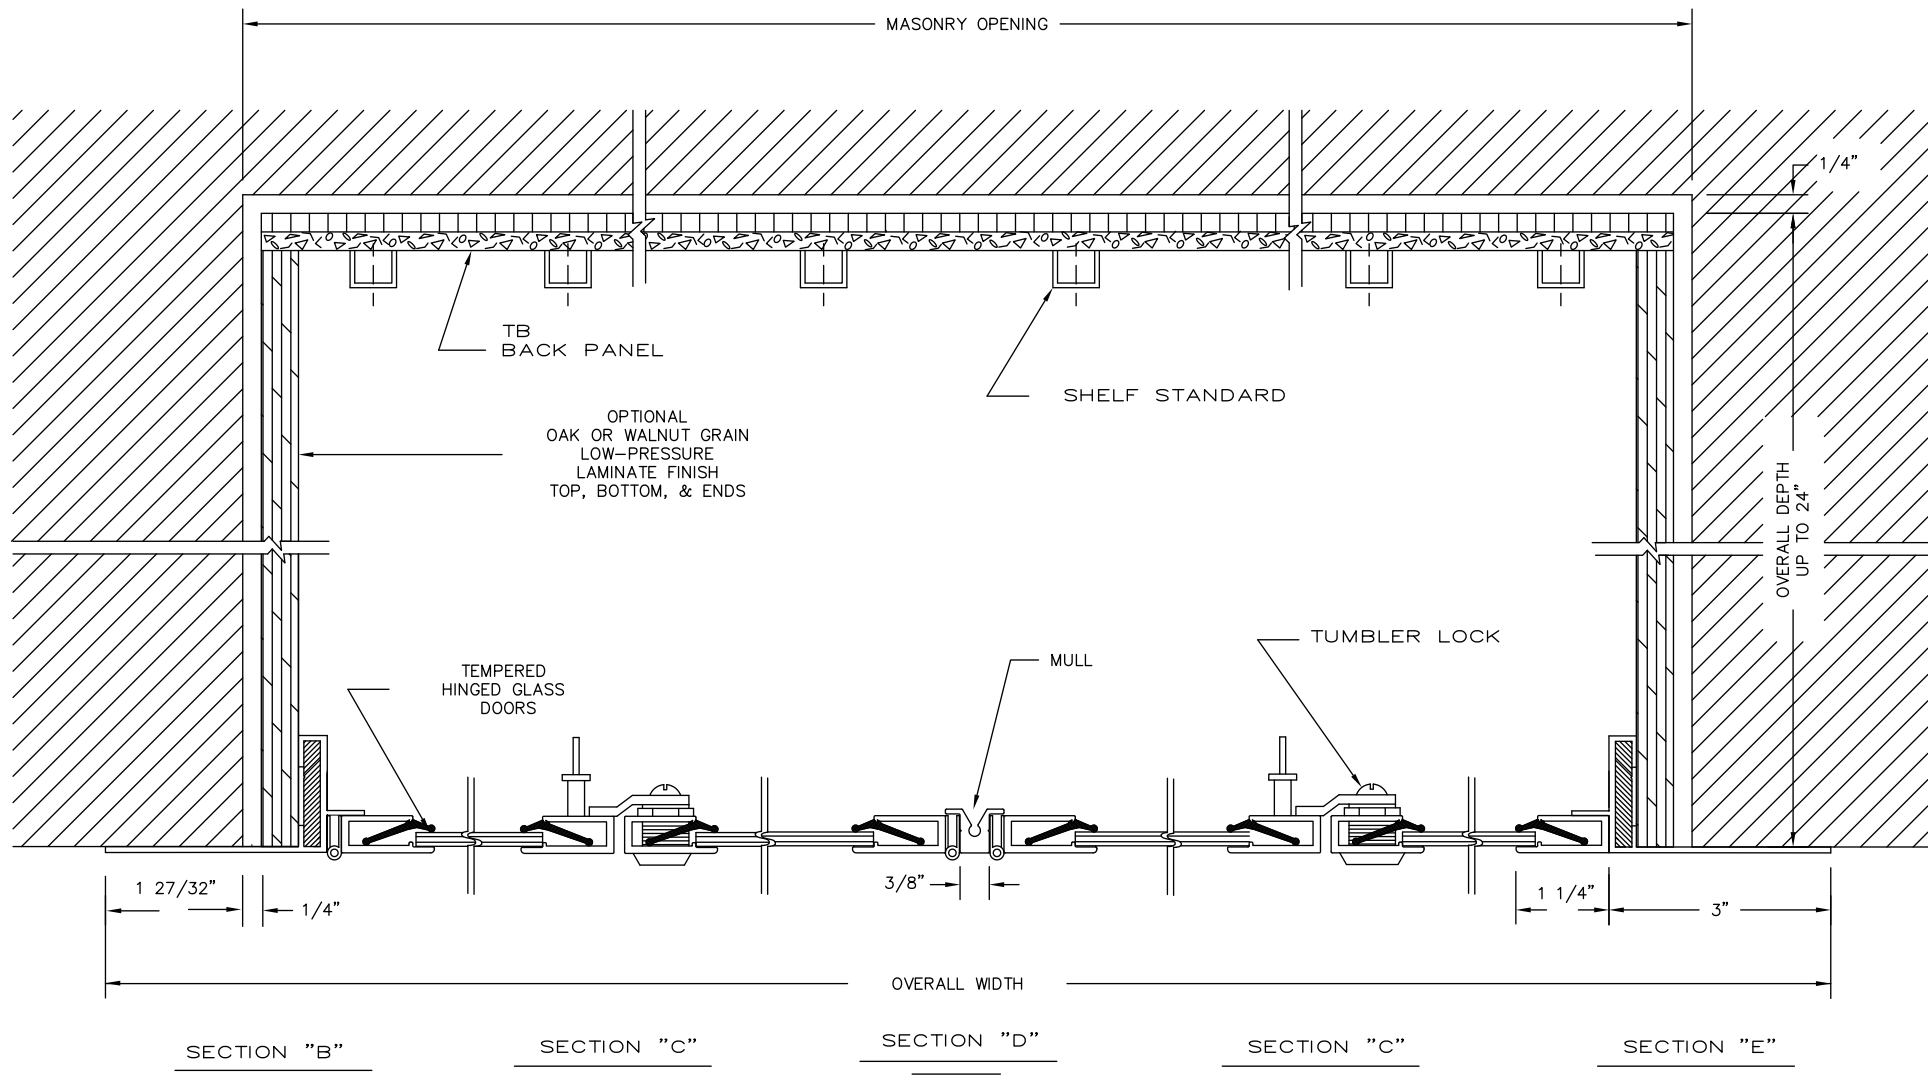 MASONRY OPENING
1/4”
TB
BACK PANEL
SHELF STANDARD
OPTIONAL
OAK OR WALNUT GRAIN
LOW-PRESSURE
LAMINATE FINISH
TOP, BOTTOM, & ENDS
OVERALL DEPTH
UP TO 24”
TUMBLER LOCK
MULL
TEMPERED
HINGED GLASS
DOORS
1 27/32”
1/4”
3/8”
1 1/4”
3”
OVERALL WIDTH
SECTION ”B”
SECTION ”C”
SECTION ”D”
SECTION ”C”
SECTION ”E”